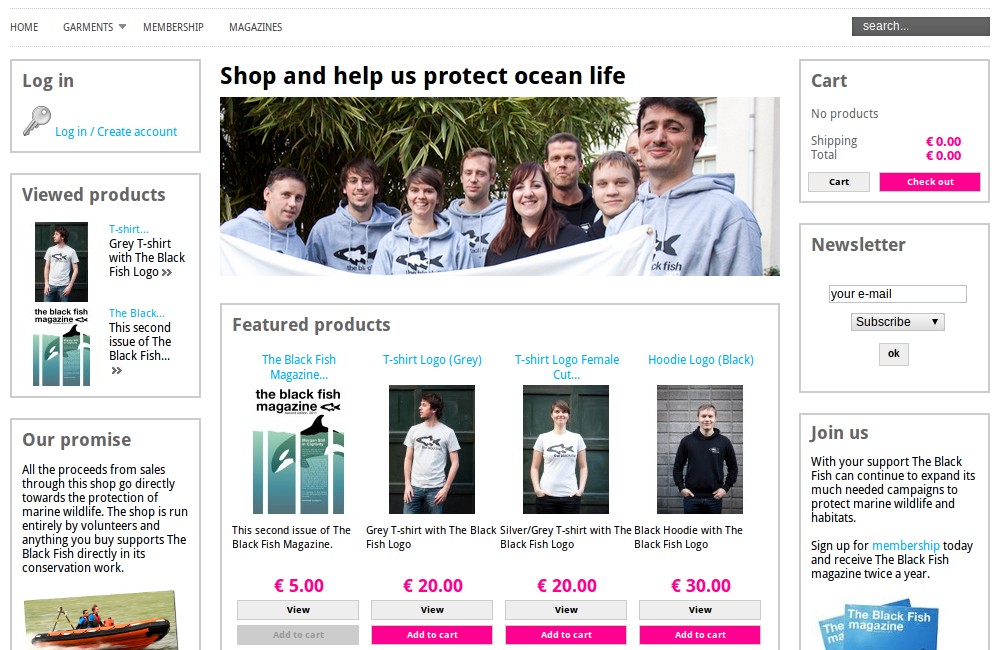 HOME
GARMENTS
MEMBERSHIP
MAGAZINES
search...
Log in
Log in / Create account
Viewed products
T-shirt...
Grey T-shirt
with The Black
Fish Logo »
the black fish
magazine
The Black...
This second
issue of The
Black Fish...
»
Our promise
All the proceeds from sales
through this shop go directly
towards the protection of
marine wildlife. The shop is run
entirely by volunteers and
anything you buy supports The
Black Fish directly in its
conservation work.
Shop and help us protect ocean life
Featured products
The Black Fish
Magazine...
the black fish
magazine
This second issue of The
Black Fish Magazine.
€ 5.00
View
Add to cart
T-shirt Logo (Grey)
Grey T-shirt with The Black
Fish Logo
€ 20.00
View
Add to cart
T-shirt Logo Female
Cut...
Silver/Grey T-shirt with The
Black Fish Logo
€ 20.00
View
Add to cart
Hoodie Logo (Black)
Black Hoodie with The
Black Fish Logo
€ 30.00
View
Add to cart
Cart
No products
Shipping € 0.00
Total € 0.00
Cart
Check out
Newsletter
your e-mail
Subscribe
ok
Join us
With your support The Black
Fish can continue to expand its
much needed campaigns to
protect marine wildlife and
habitats.
Sign up for membership today
and receive The Black Fish
magazine twice a year.
The Black Fish
magazine